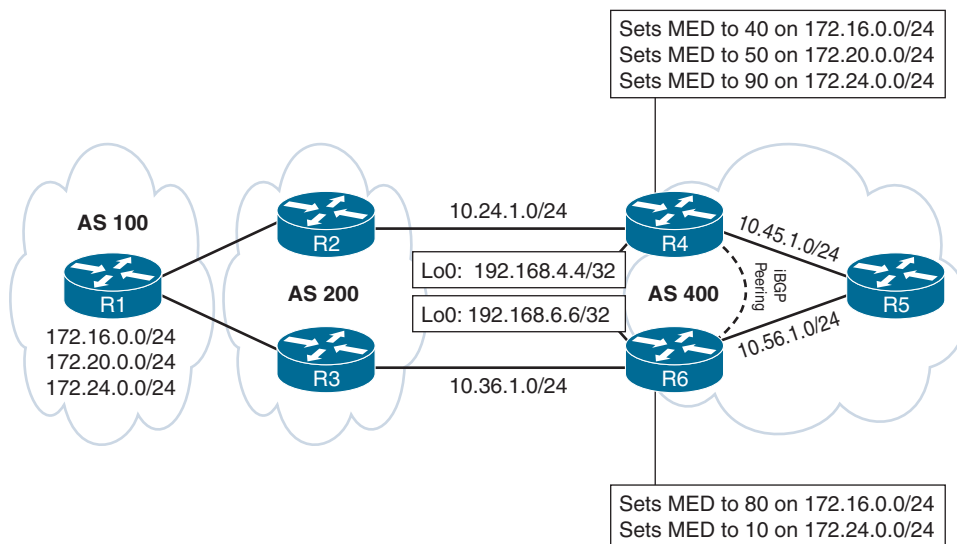 Sets MED to 40 on 172.16.0.0/24
Sets MED to 50 on 172.20.0.0/24
Sets MED to 90 on 172.24.0.0/24
AS 100
R1
172.16.0.0/24
172.20.0.0/24
172.24.0.0/24
R2
AS 200
R3
10.24.1.0/24
Lo0: 192.168.4.4/32
Lo0: 192.168.6.6/32
10.36.1.0/24
R4
AS 400
iBGP
Peering
R6
10.45.1.0/24
R5
10.56.1.0/24
Sets MED to 80 on 172.16.0.0/24
Sets MED to 10 on 172.24.0.0/24